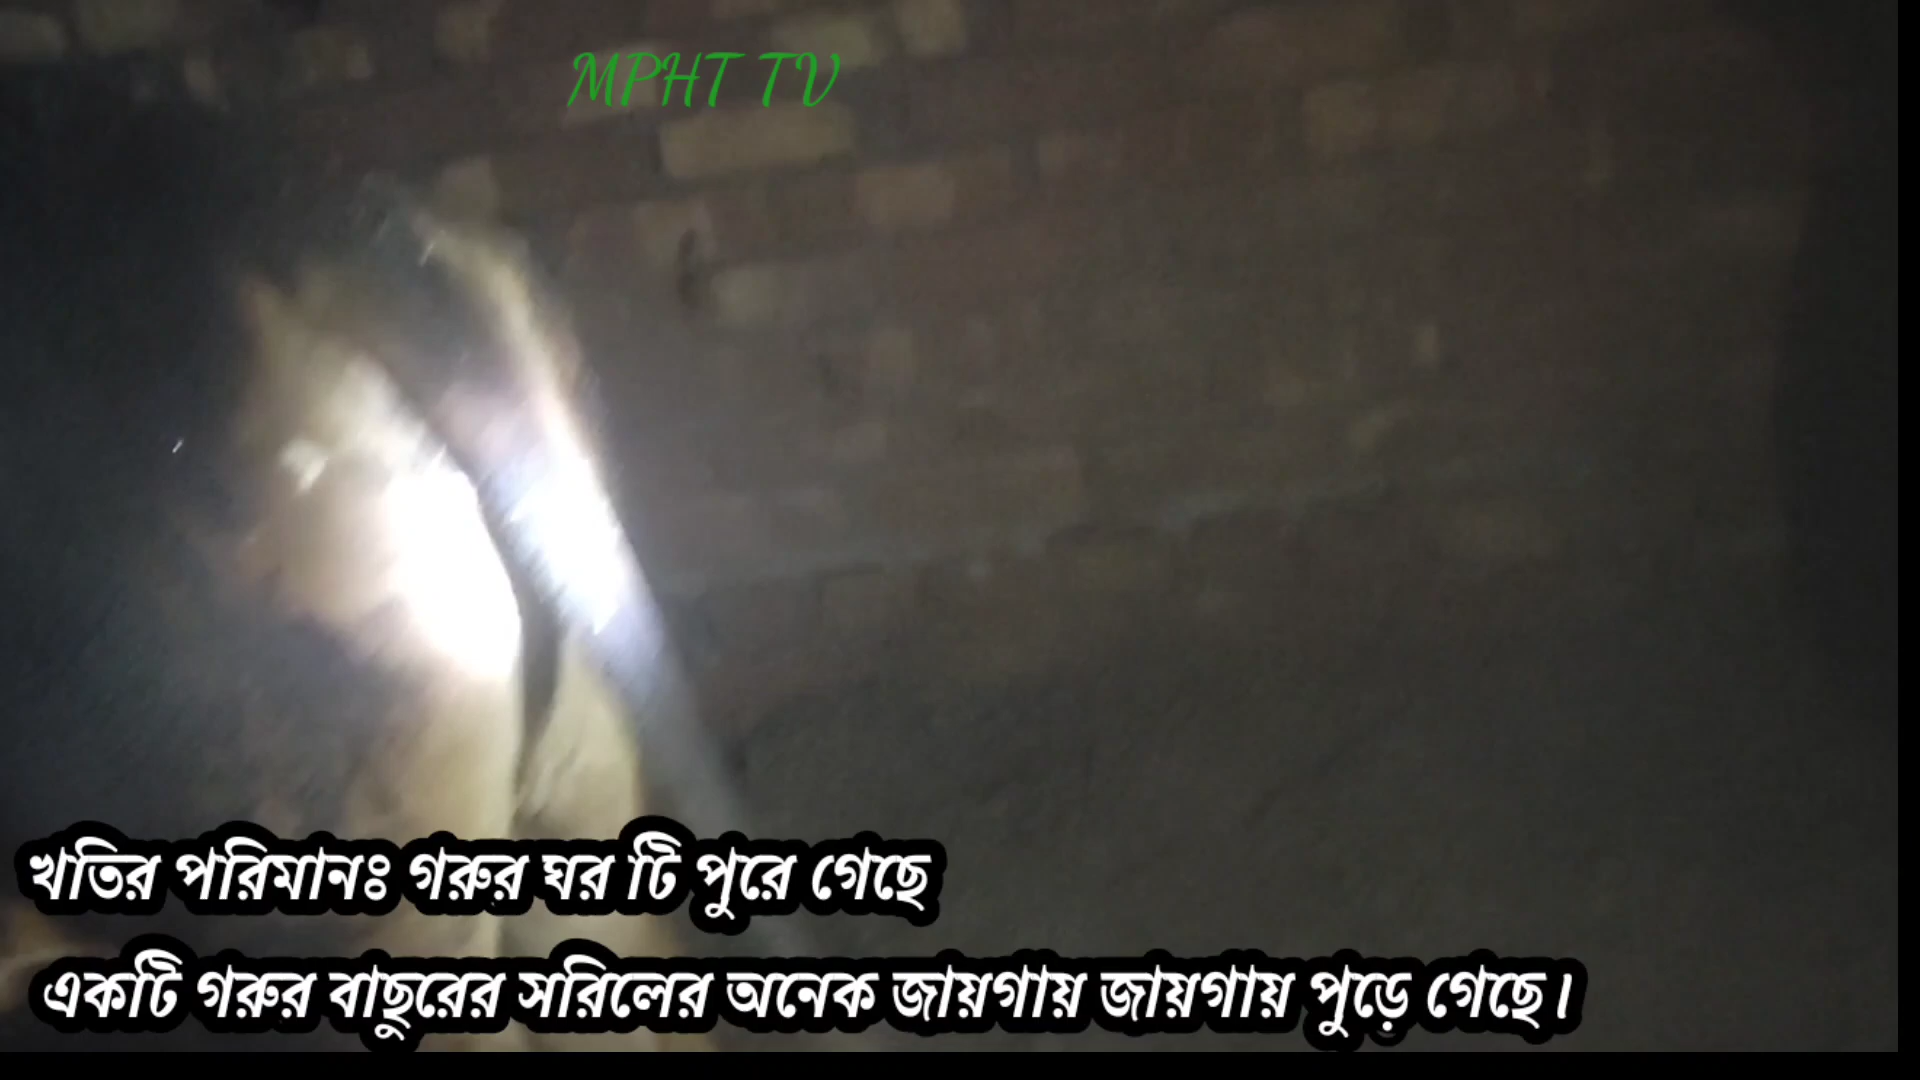 MPHT TV
খতির পরিমানঃ গরুর ঘর টি পুরে গেছে
একটি গরুর বাছুরের সরিলের অনেক জায়গায় জায়গায় পুড়ে গেছে।